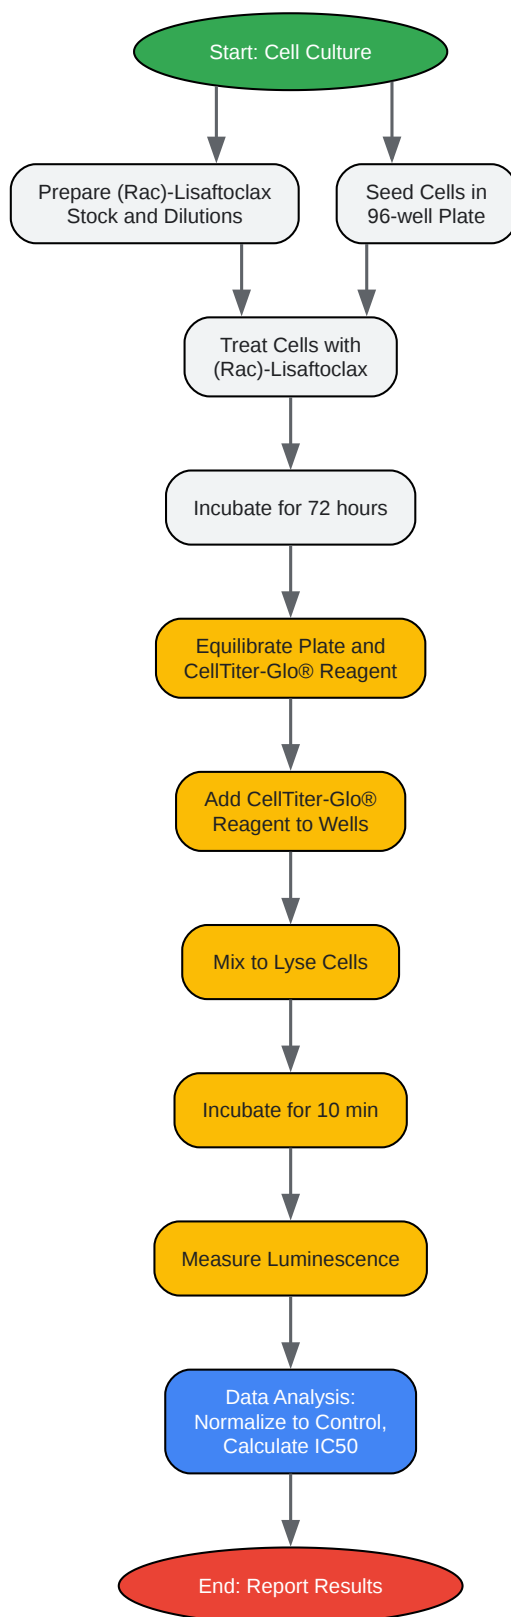 Start: Cell Culture
Prepare (Rac)-Lisaftoclax
Stock and Dilutions
Seed Cells in
96-well Plate
Treat Cells with
(Rac)-Lisaftoclax
Incubate for 72 hours
Equilibrate Plate and
CellTiter-Glo® Reagent
Add CellTiter-Glo®
Reagent to Wells
Mix to Lyse Cells
Incubate for 10 min
Measure Luminescence
Data Analysis:
Normalize to Control,
Calculate IC50
End: Report Results